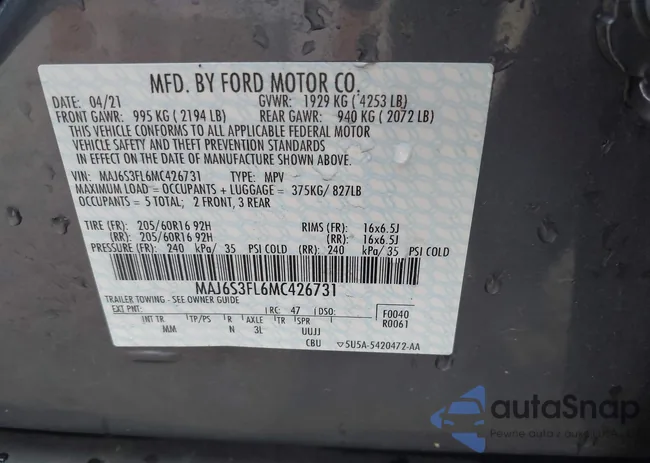 MFD. BY FORD MOTOR CO.
DATE: 04/21 GVWR: 1929 KG ( 4253 LB)
FRONT GAWR: 995 KG ( 2194 LB) REAR GAWR: 940 KG ( 2072 LB)
THIS VEHICLE CONFORMS TO ALL APPLICABLE FEDERAL MOTOR
VEHICLE SAFETY AND THEFT PREVENTION STANDARDS
IN EFFECT ON THE DATE OF MANUFACTURE SHOWN ABOVE.
VIN: MAJ6S3FL6MC426731 TYPE: MPV
MAXIMUM LOAD = OCCUPANTS + LUGGAGE = 375KG/ 827LB
OCCUPANTS = 5 TOTAL; 2 FRONT, 3 REAR
TIRE (FR): 205/60R16 92H RIMS (FR): 16x6.5J
(RR): 205/60R16 92H (RR): 16x6.5J
PRESSURE (FR): 240 kPa/ 35 PSI COLD (RR): 240 kPa/ 35 PSI COLD
MAJ6S3FL6MC426731
TRAILER TOWING - SEE OWNER GUIDE
EXT PNT: RC: 47 DSO: F0040
R0061
INT TR TP/PS R AXLE TR SPR
MM N 3L UUJJ
CBU 5U5A-5420472-AA
autaSnap
Pewne auta z aukcji